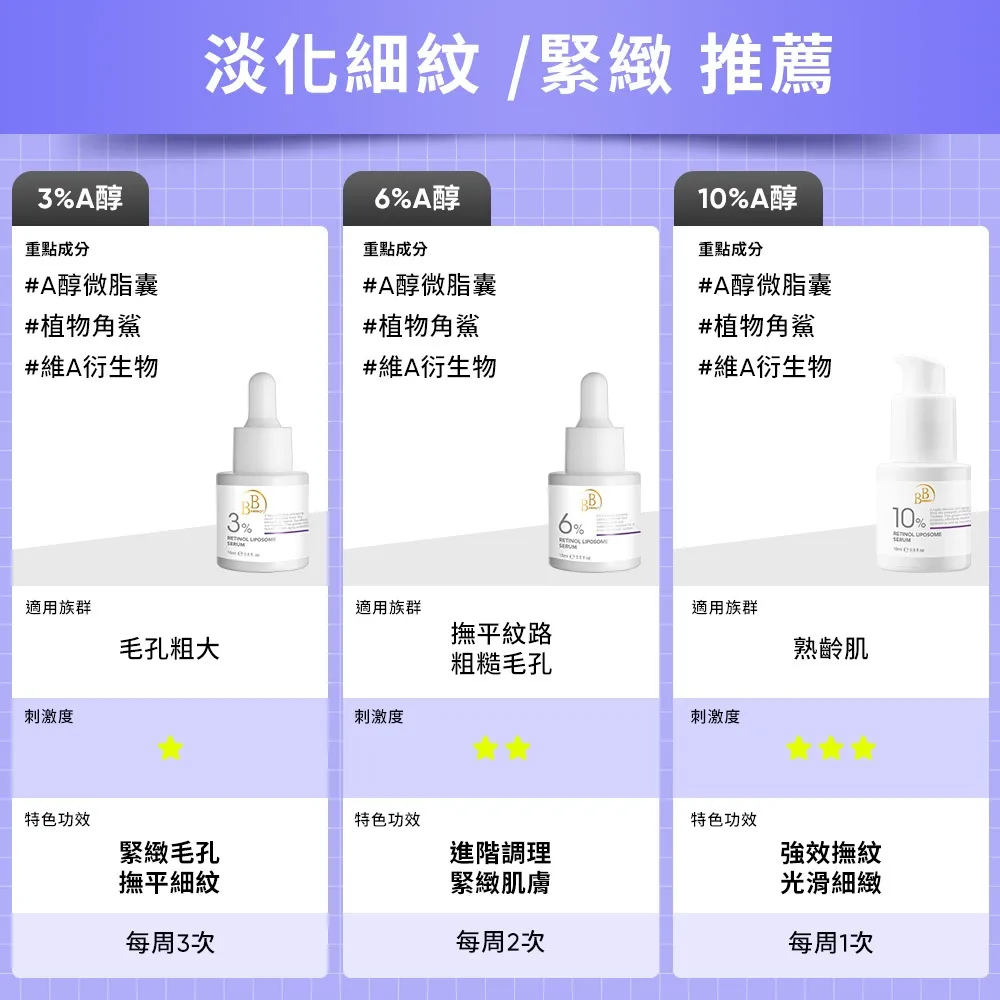 淡化細紋 /緊緻 推薦
3%A醇
重點成分
#A醇微脂囊
#植物角鯊
#維A衍生物
BB
3%
RETINOL LIPOSOME
SERUM
適用族群
毛孔粗大
刺激度
特色功效
緊緻毛孔
撫平細紋
每周3次
6%A醇
重點成分
#A醇微脂囊
#植物角鯊
#維A衍生物
BB
6%
RETINOL LIPOSOME
SERUM
適用族群
撫平紋路
粗糙毛孔
刺激度
特色功效
進階調理
緊緻肌膚
每周2次
10%A醇
重點成分
#A醇微脂囊
#植物角鯊
#維A衍生物
BB
10%
RETINOL LIPOSOME
SERUM
適用族群
熟齡肌
刺激度
特色功效
強效撫紋
光滑細緻
每周1次